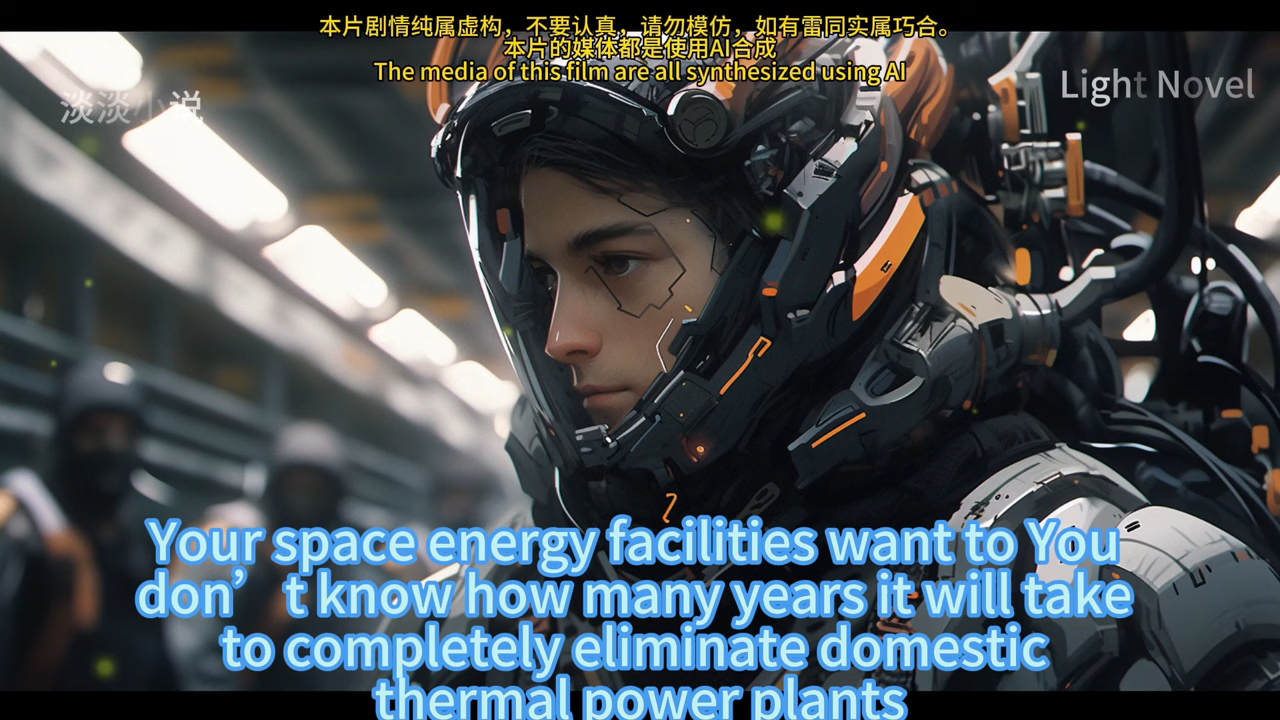 本片剧情纯属虚构，不要认真，请勿模仿，如有雷同实属巧合。
本片的媒体都是使用AI合成
The media of this film are all synthesized using AI
淡淡小说
Light Novel
Your space energy facilities want to You
don’t know how many years it will take
to completely eliminate domestic
thermal power plants